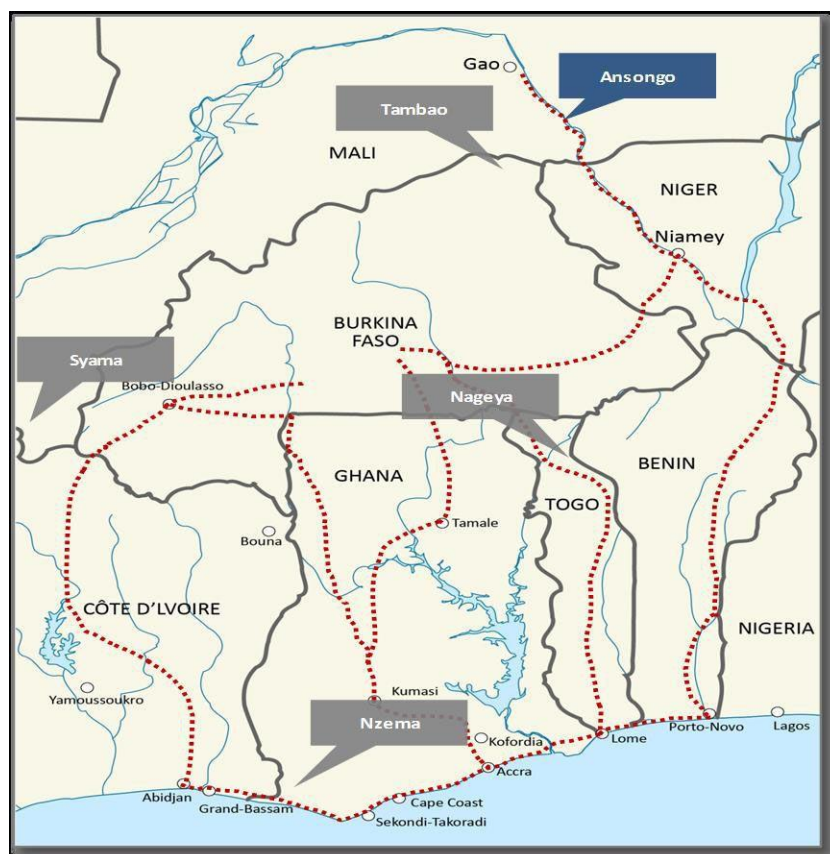 Gao
Ansongo
Tambao
MALI
NIGER
Niamey
BURKINA
FASO
Syama
Bobo-Dioulasso
Nageya
BENIN
GHANA
TOGO
Tamale
Bouna
CÔTE D'LVOIRE
NIGERIA
Yamoussoukro
Kumasi
Nzema
Kofordia
Lome
Porto-Novo
Lagos
Accra
Abidjan
Grand-Bassam
Cape Coast
Sekondi-Takoradi